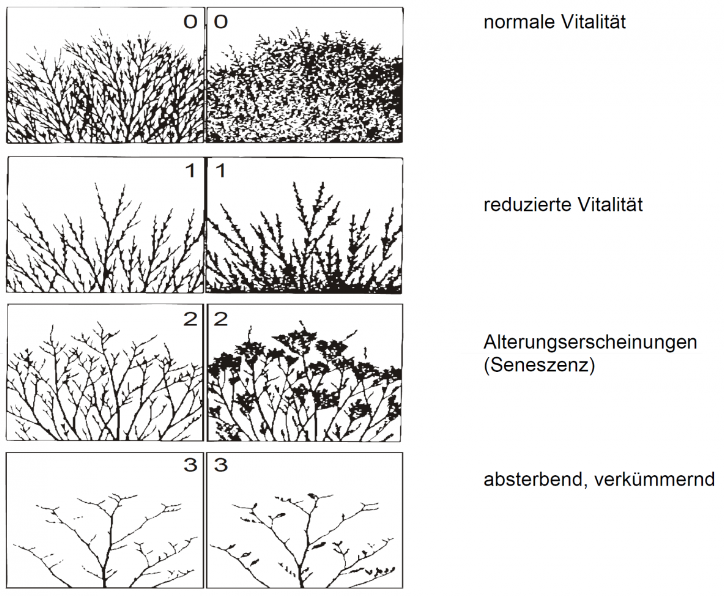 0 0 normale Vitalität
1 1 reduzierte Vitalität
2 2 Alterungserscheinungen
(Seneszenz)
3 3 absterbend, verkümmernd